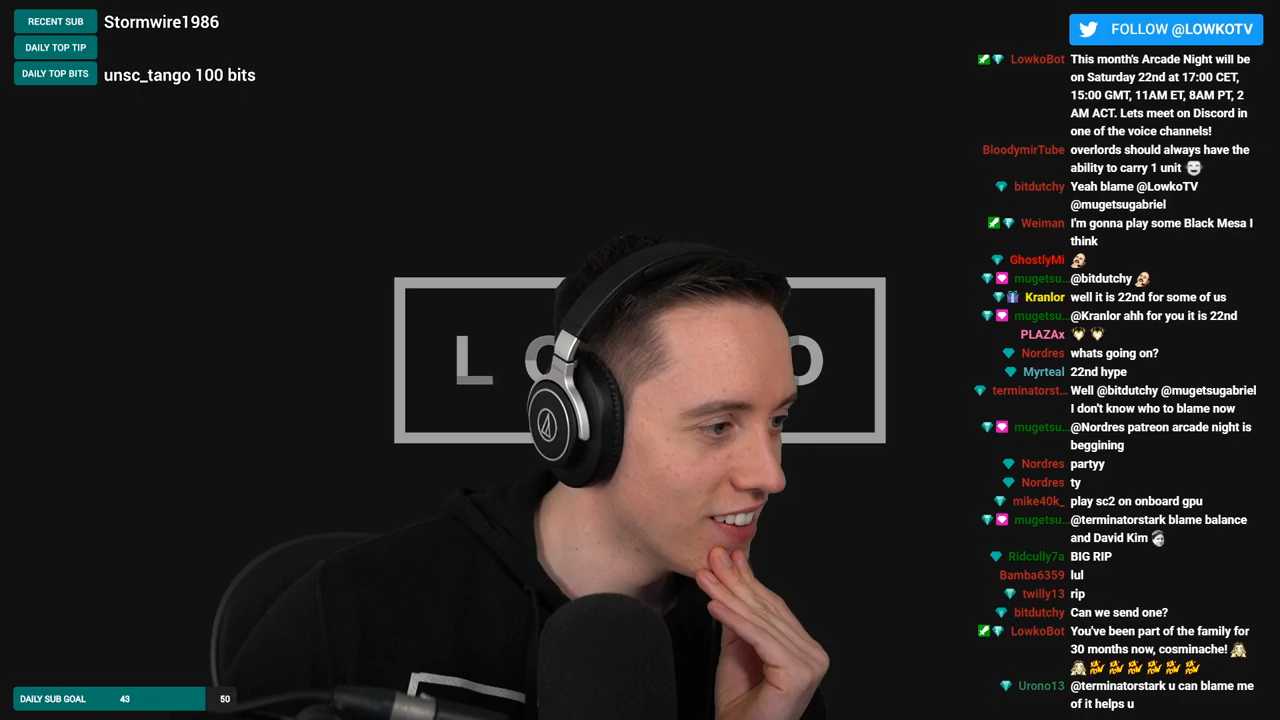 RECENT SUB Stormwire1986
DAILY TOP TIP
DAILY TOP BITS unsc_tango 100 bits
FOLLOW @LOWKOTV
LowkoBot This month's Arcade Night will be
on Saturday 22nd at 17:00 CET,
15:00 GMT, 11AM ET, 8AM PT, 2
AM ACT. Lets meet on Discord in
one of the voice channels!
BloodymirTube overlords should always have the
ability to carry 1 unit
bitdutchy Yeah blame @LowkoTV
@mugetsugabriel
Weiman I'm gonna play some Black Mesa I
think
GhostlyMi
mugetsu... @bitdutchy
Kranlor well it is 22nd for some of us
mugetsu... @Kranlor ahh for you it is 22nd
PLAZAx
Nordres whats going on?
Myrteal 22nd hype
terminatorst... Well @bitdutchy @mugetsugabriel
I don't know who to blame now
mugetsu... @Nordres patreon arcade night is
beggining
Nordres partyy
Nordres ty
mike40k_ play sc2 on onboard gpu
mugetsu... @terminatorstark blame balance
and David Kim
Ridcully7a BIG RIP
Bamba6359 lul
twilly13 rip
bitdutchy Can we send one?
LowkoBot You've been part of the family for
30 months now, cosminache!
Urono13 @terminatorstark u can blame me
of it helps u
L O O
DAILY SUB GOAL 43 50